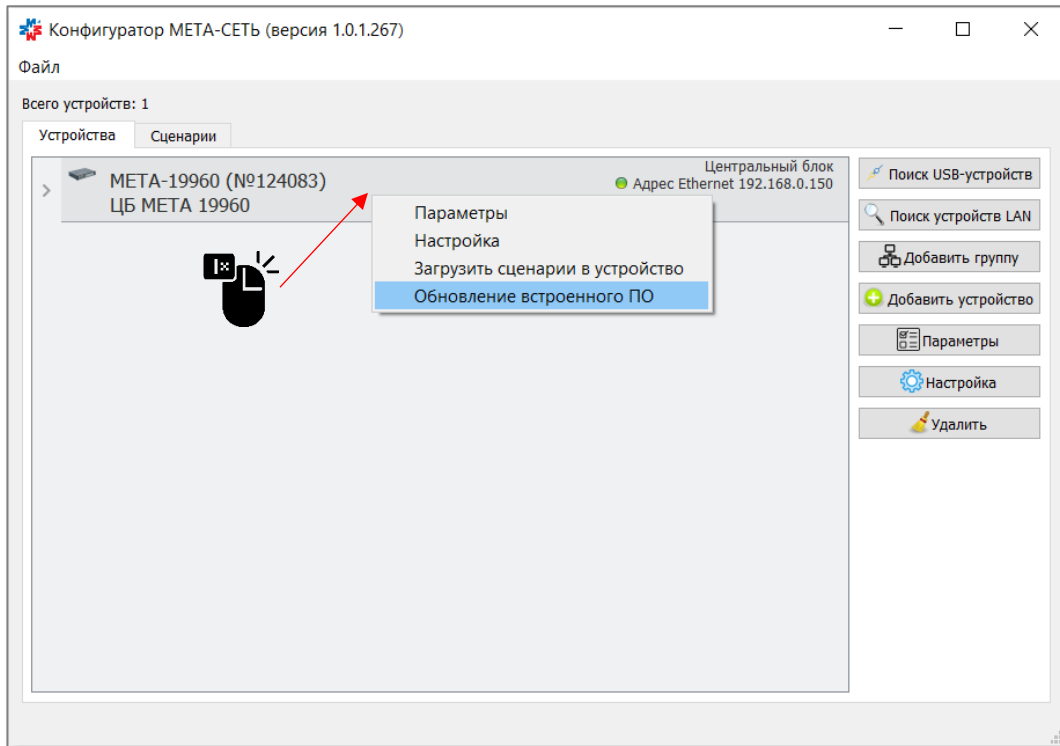 Конфигуратор МЕТА-СЕТЬ (версия 1.0.1.267)
Файл
Всего устройств: 1
Устройства
Сценарии
МЕТА-19960 (№124083)
ЦБ МЕТА 19960
Центральный блок
Адрес Ethernet 192.168.0.150
1x
Параметры
Настройка
Загрузить сценарии в устройство
Обновление встроенного ПО
Поиск USB-устройств
Поиск устройств LAN
Добавить группу
Добавить устройство
Параметры
Настройка
Удалить